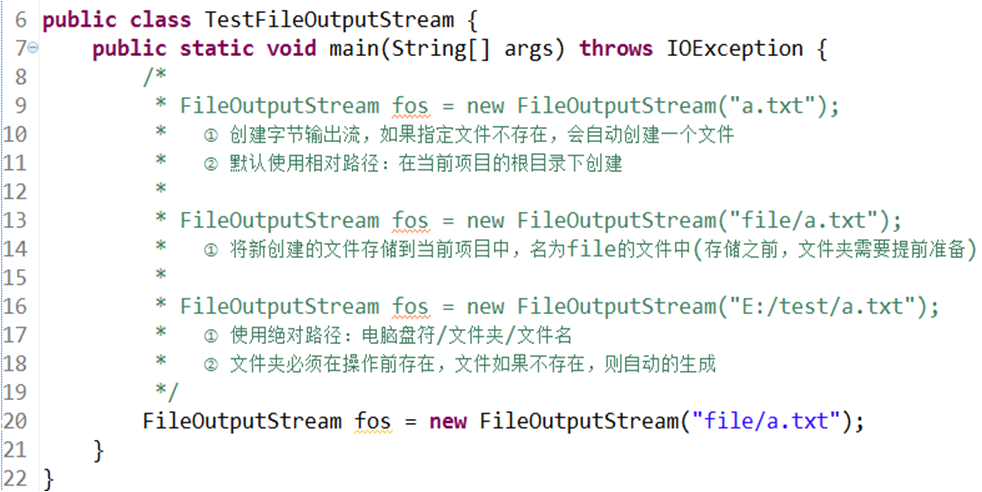 6 public class TestFileOutputStream {
7 public static void main(String[] args) throws IOException {
8 /*
9 * FileOutputStream fos = new FileOutputStream("a.txt");
10 * ① 创建字节输出流，如果指定文件不存在，会自动创建一个文件
11 * ② 默认使用相对路径：在当前项目的根目录下创建
12 *
13 * FileOutputStream fos = new FileOutputStream("file/a.txt");
14 * ① 将新创建的文件存储到当前项目中，名为file的文件中(存储之前，文件夹需要提前准备)
15 *
16 * FileOutputStream fos = new FileOutputStream("E:/test/a.txt");
17 * ① 使用绝对路径：电脑盘符/文件夹/文件名
18 * ② 文件夹必须在操作前存在，文件如果不存在，则自动的生成
19 */
20 FileOutputStream fos = new FileOutputStream("file/a.txt");
21 }
22 }